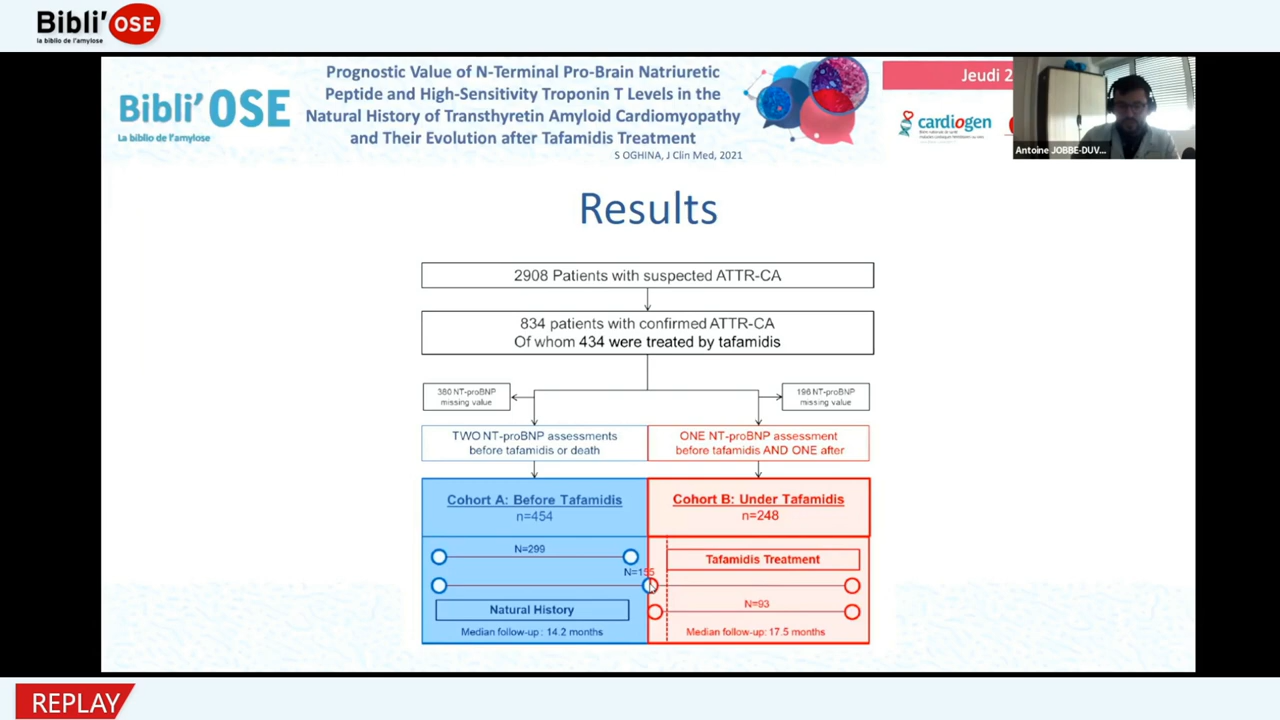 Bibli'OSE
la biblio de l'amylose
Bibli'OSE
La biblio de l'amylose
Prognostic Value of N-Terminal Pro-Brain Natriuretic
Peptide and High-Sensitivity Troponin T Levels in the
Natural History of Transthyretin Amyloid Cardiomyopathy
and Their Evolution after Tafamidis Treatment
S OGHINA, J Clin Med, 2021
Jeudi 2
cardiogen
Antoine JOBBE-DUV...
Results
2908 Patients with suspected ATTR-CA
834 patients with confirmed ATTR-CA
Of whom 434 were treated by tafamidis
380 NT-proBNP
missing value
196 NT-proBNP
missing value
TWO NT-proBNP assessments
before tafamidis or death
ONE NT-proBNP assessment
before tafamidis AND ONE after
Cohort A: Before Tafamidis
n=454
Cohort B: Under Tafamidis
n=248
N=299
Tafamidis Treatment
N=155
N=93
Natural History
Median follow-up : 14.2 months
Median follow-up: 17.5 months
REPLAY